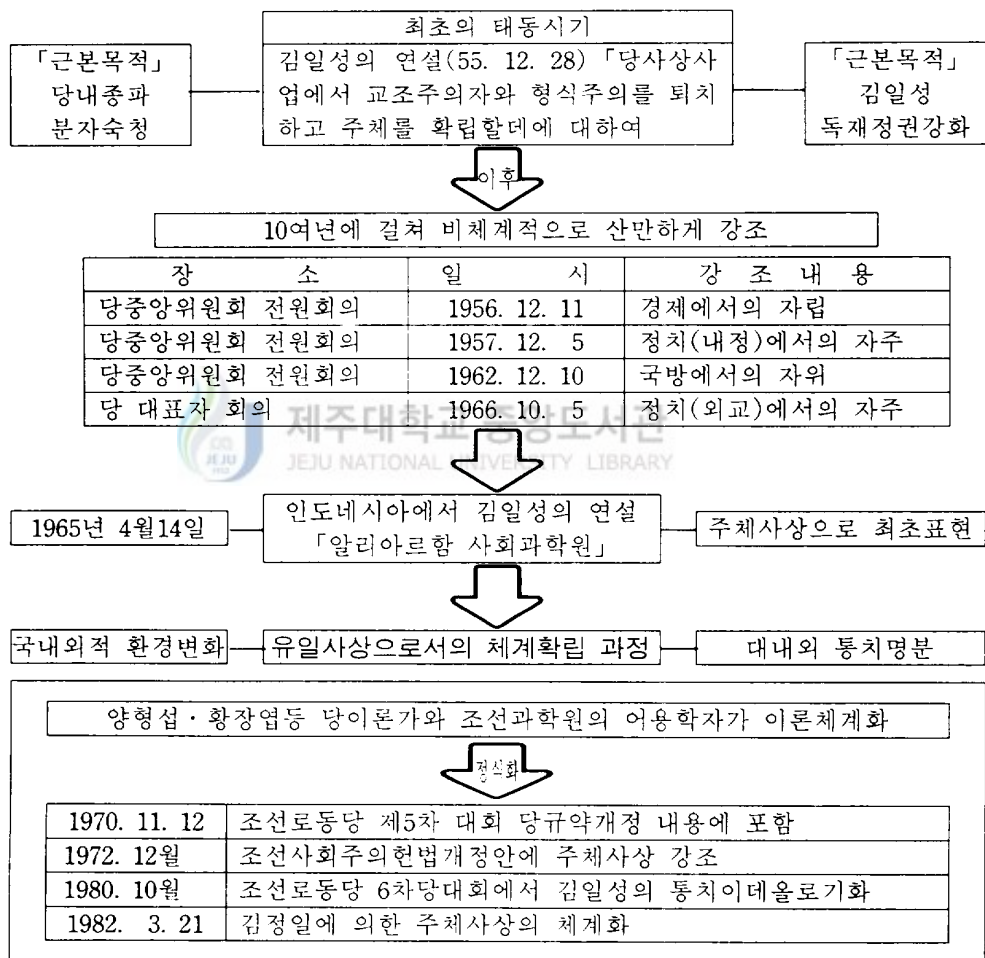 최초의 태동시기
「근본목적」
당내종파
분자숙청
김일성의 연설(55. 12. 28) 「당사상사
업에서 교조주의자와 형식주의를 퇴치
하고 주체를 확립할데에 대하여
「근본목적」
김일성
독재정권강화
이후
10여년에 걸쳐 비체계적으로 산만하게 강조
장 소 일 시 강 조 내 용
당중앙위원회 전원회의 1956. 12. 11 경제에서의 자립
당중앙위원회 전원회의 1957. 12. 5 정치(내정)에서의 자주
당중앙위원회 전원회의 1962. 12. 10 국방에서의 자위
당 대표자 회의 1966. 10. 5 정치(외교)에서의 자주
제주대학교 중앙도서관
JEJU NATIONAL UNIVERSITY LIBRARY
JEJU
1952
1965년 4월14일
인도네시아에서 김일성의 연설
「알리아르함 사회과학원」
주체사상으로 최초표현
국내외적 환경변화
유일사상으로서의 체계확립 과정
대내외 통치명분
양형섭·황장엽등 당이론가와 조선과학원의 어용학자가 이론체계화
정식화
1970. 11. 12 조선로동당 제5차 대회 당규약개정 내용에 포함
1972. 12월 조선사회주의헌법개정안에 주체사상 강조
1980. 10월 조선로동당 6차당대회에서 김일성의 통치이데올로기화
1982. 3. 21 김정일에 의한 주체사상의 체계화